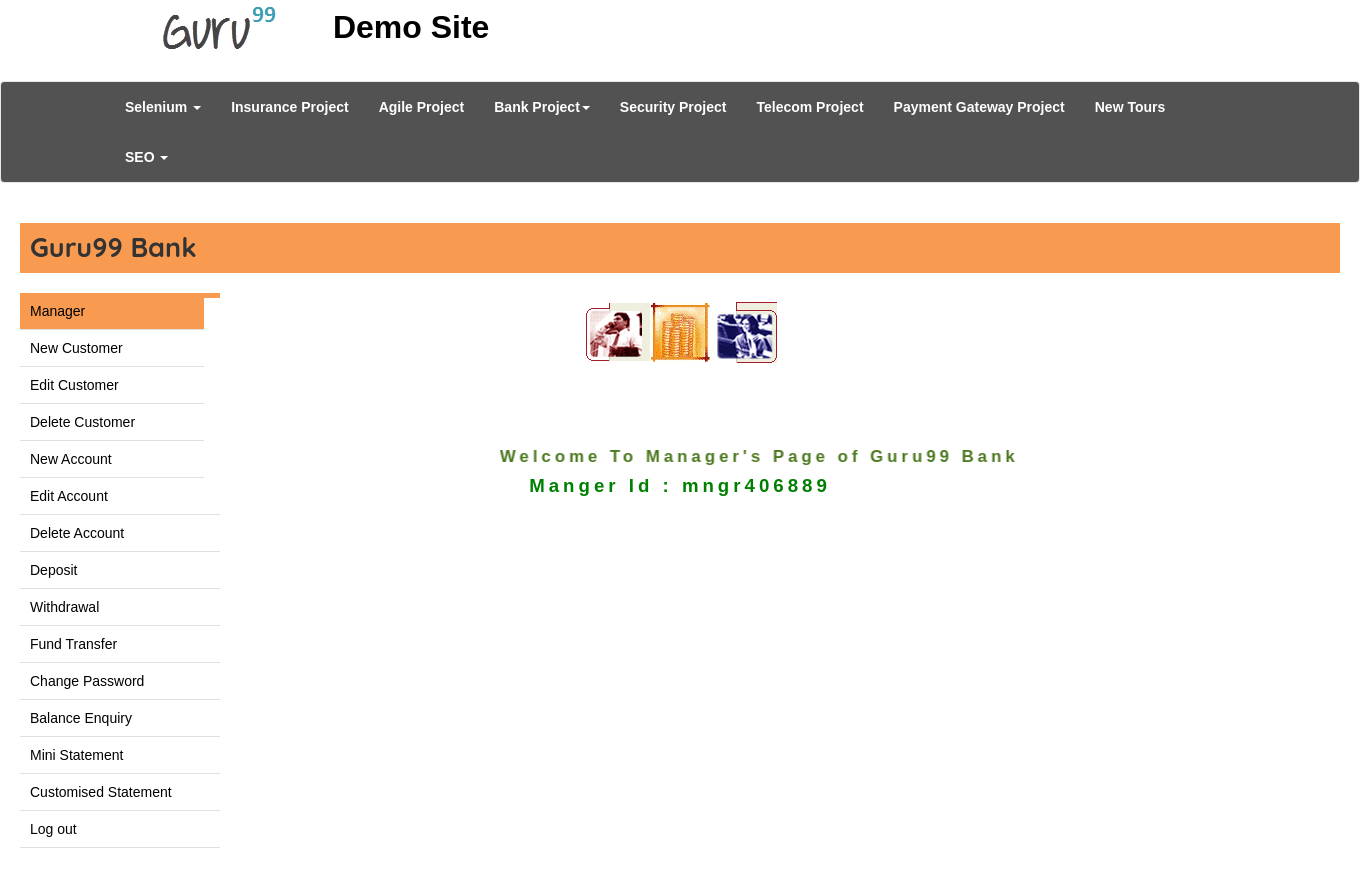 Guru99 Demo Site
Selenium Insurance Project Agile Project Bank Project Security Project Telecom Project Payment Gateway Project New Tours
SEO
Guru99 Bank
Manager
New Customer
Edit Customer
Delete Customer
New Account
Edit Account
Delete Account
Deposit
Withdrawal
Fund Transfer
Change Password
Balance Enquiry
Mini Statement
Customised Statement
Log out
Welcome To Manager's Page of Guru99 Bank
Manger Id : mngr406889